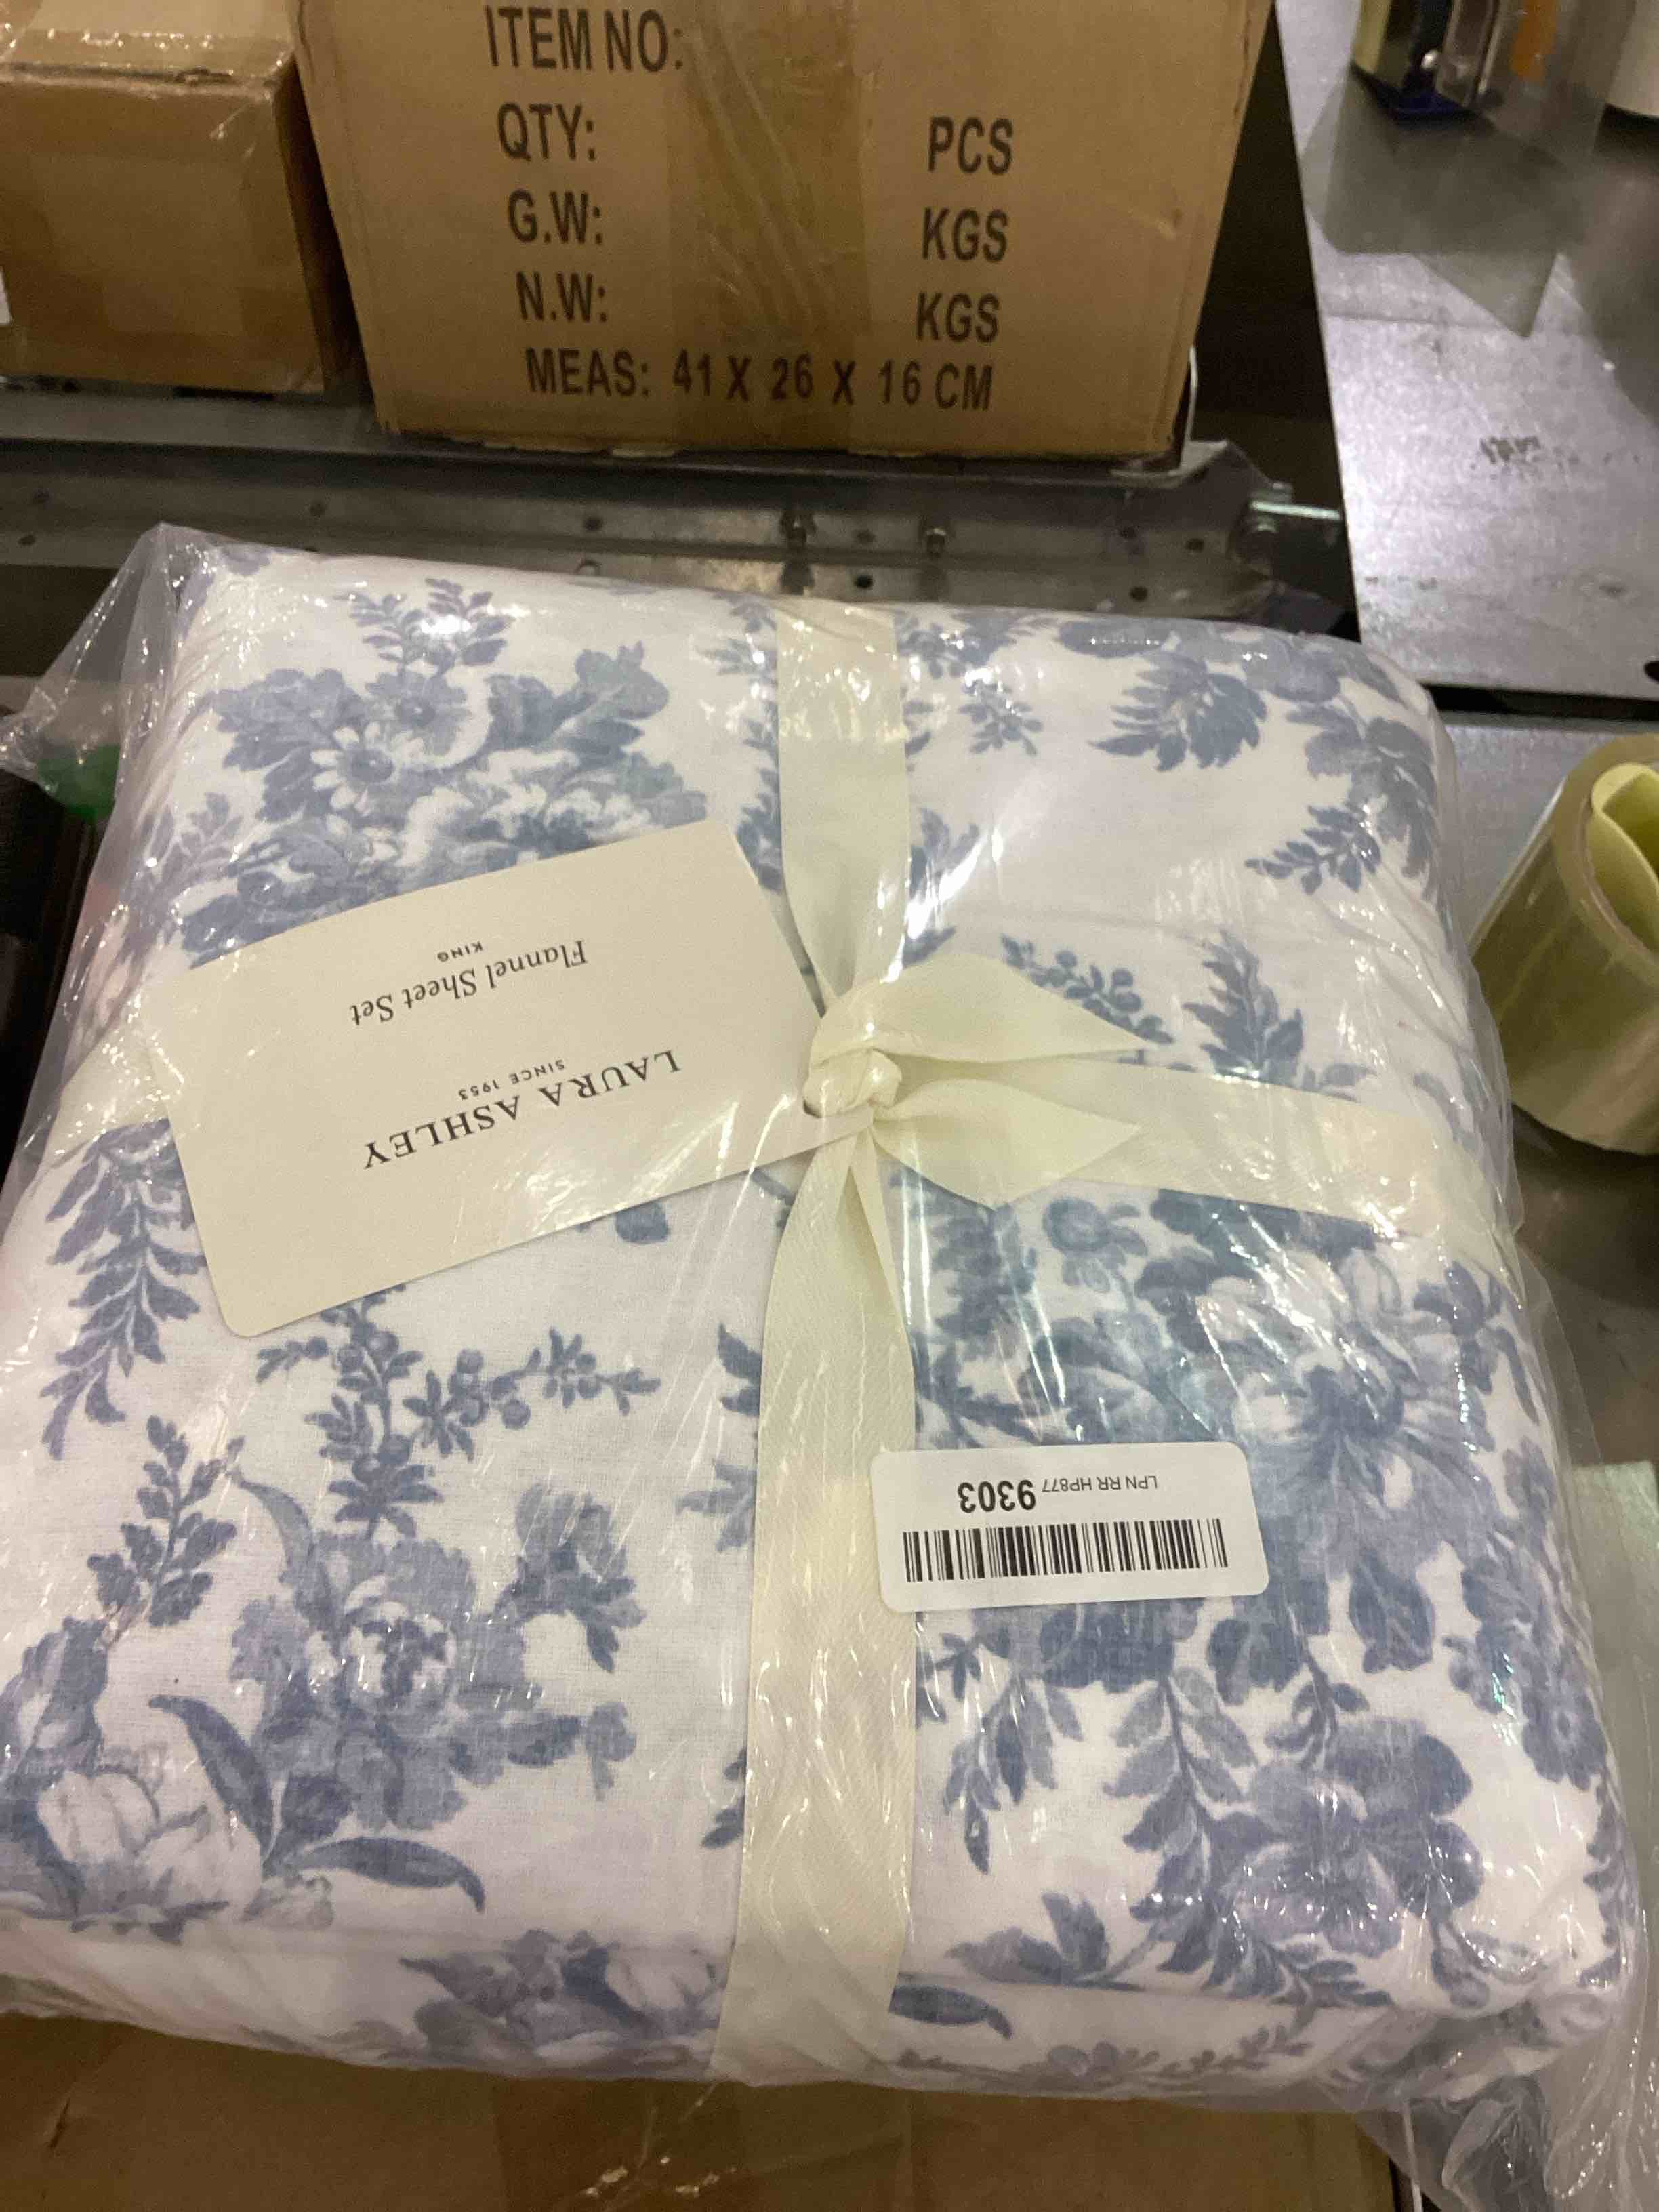 ITEM NO:
QTY: PCS
G.W: KGS
N.W: KGS
MEAS: 41 X 26 X 16 CM
LAURA ASHLEY
SINCE 1953
Flannel Sheet Set
KING
LPN RR HP877 9303